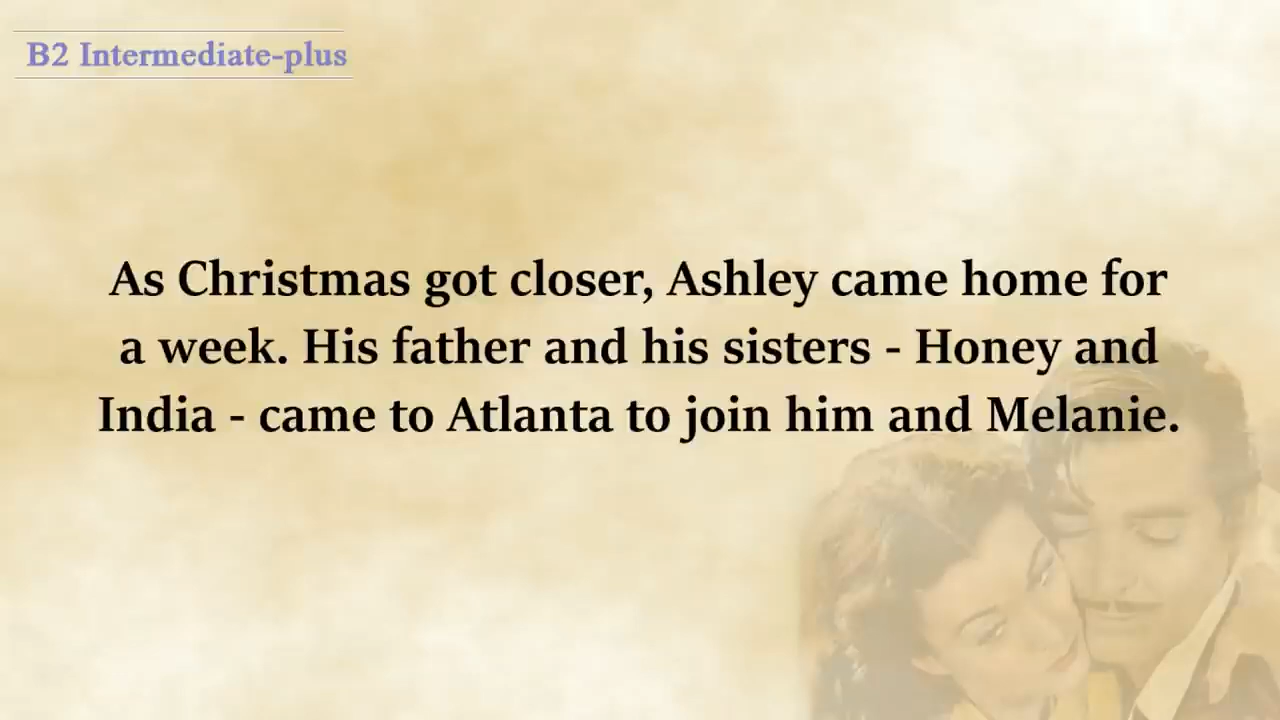 B2 Intermediate-plus
As Christmas got closer, Ashley came home for
a week. His father and his sisters - Honey and
India - came to Atlanta to join him and Melanie.